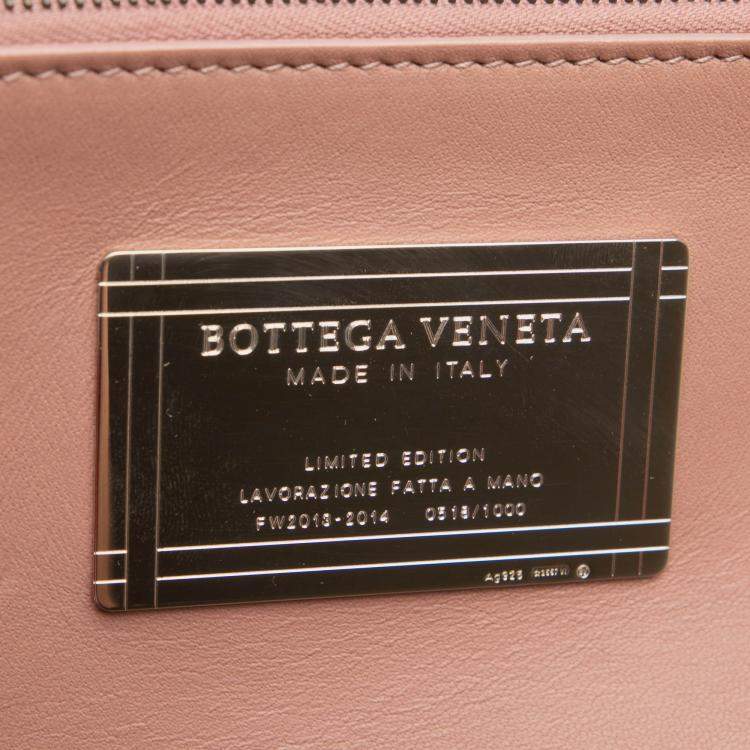 BOTTEGA VENETA
MADE IN ITALY
LIMITED EDITION
LAVORAZIONE FATTA A MANO
FW2013-2014 0516/1000
Ag925